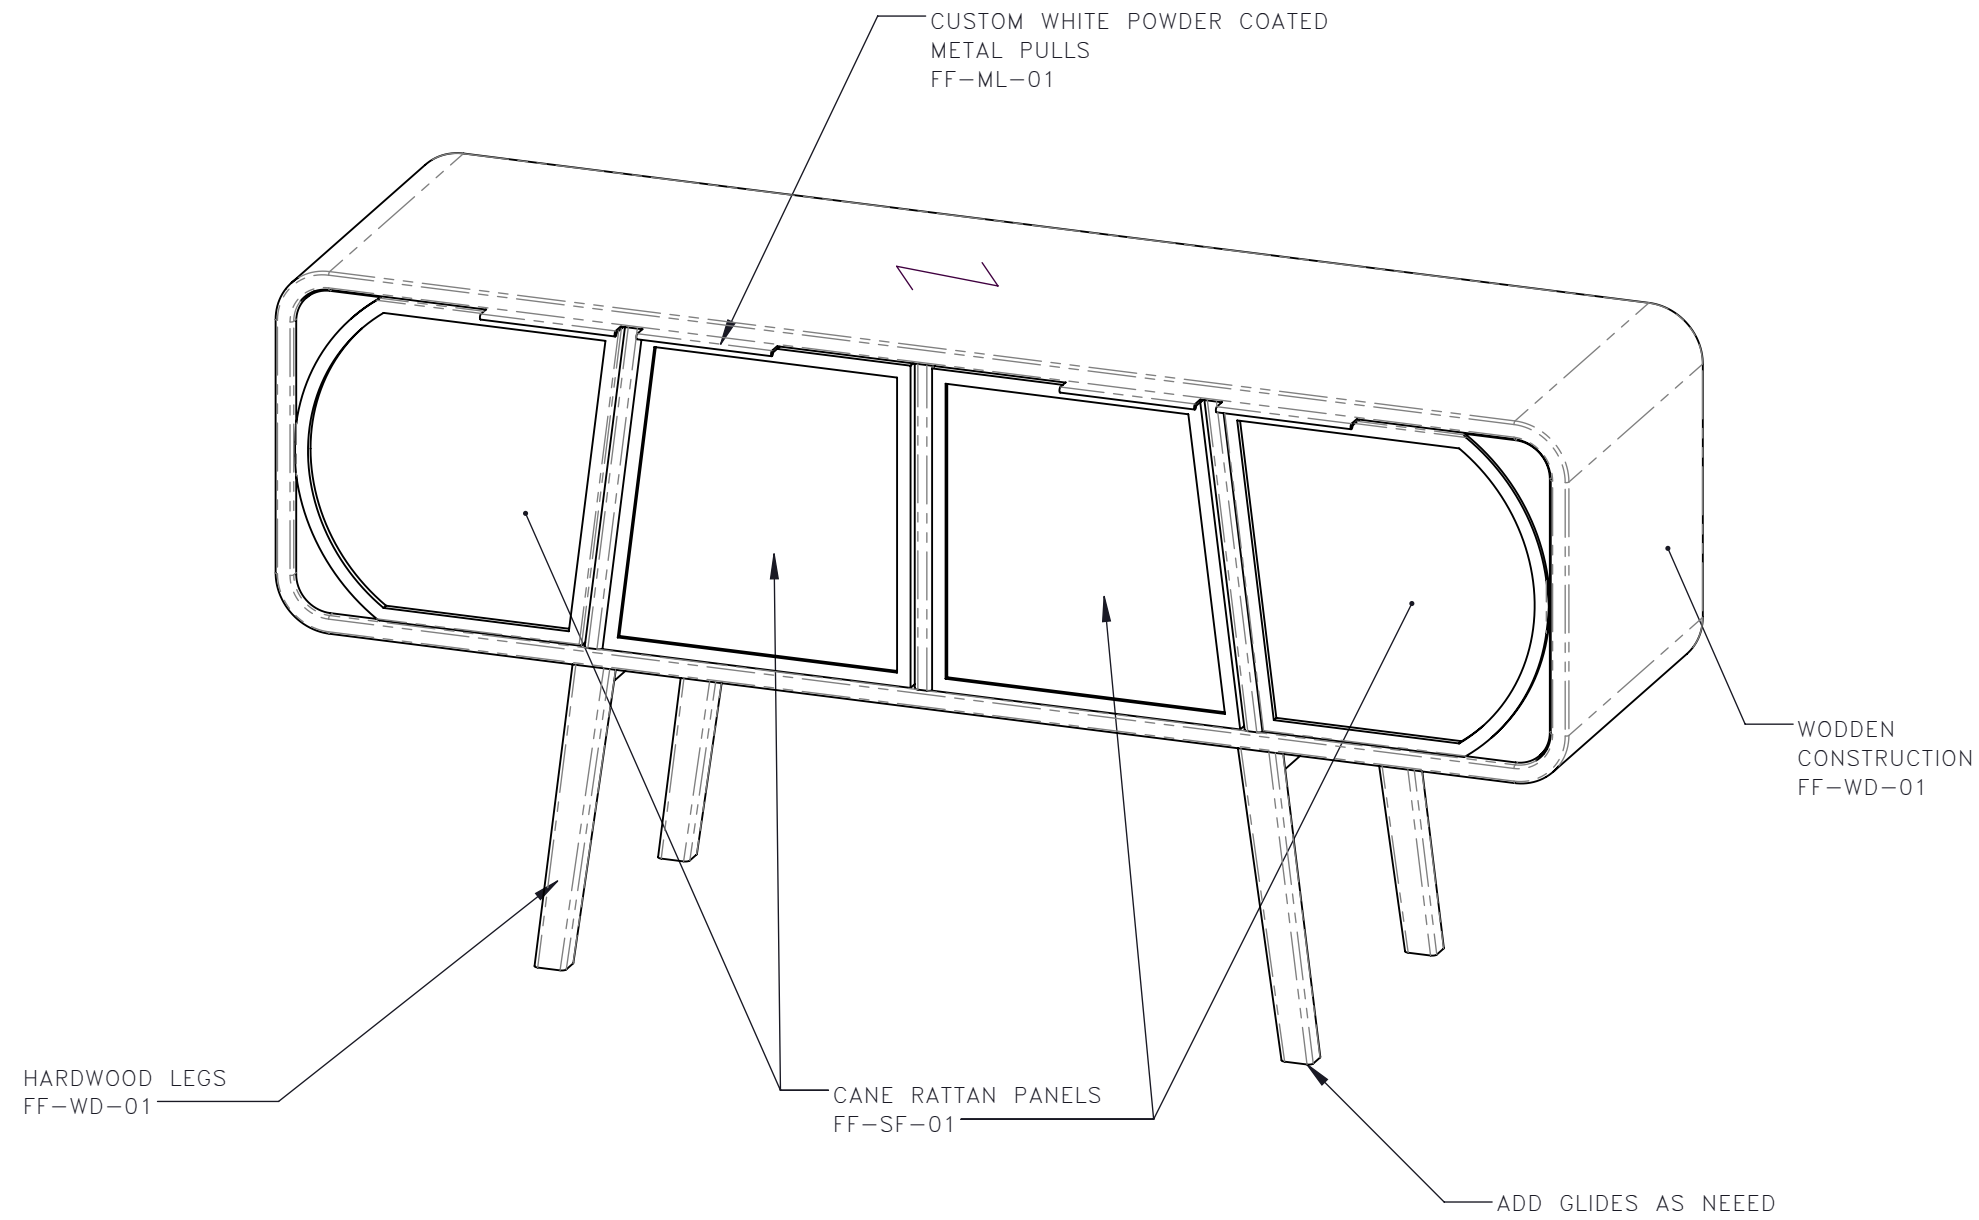 CUSTOM WHITE POWDER COATED
METAL PULLS
FF-ML-01
WODDEN
CONSTRUCTION
FF-WD-01
HARDWOOD LEGS
FF-WD-01
CANE RATTAN PANELS
FF-SF-01
ADD GLIDES AS NEEED